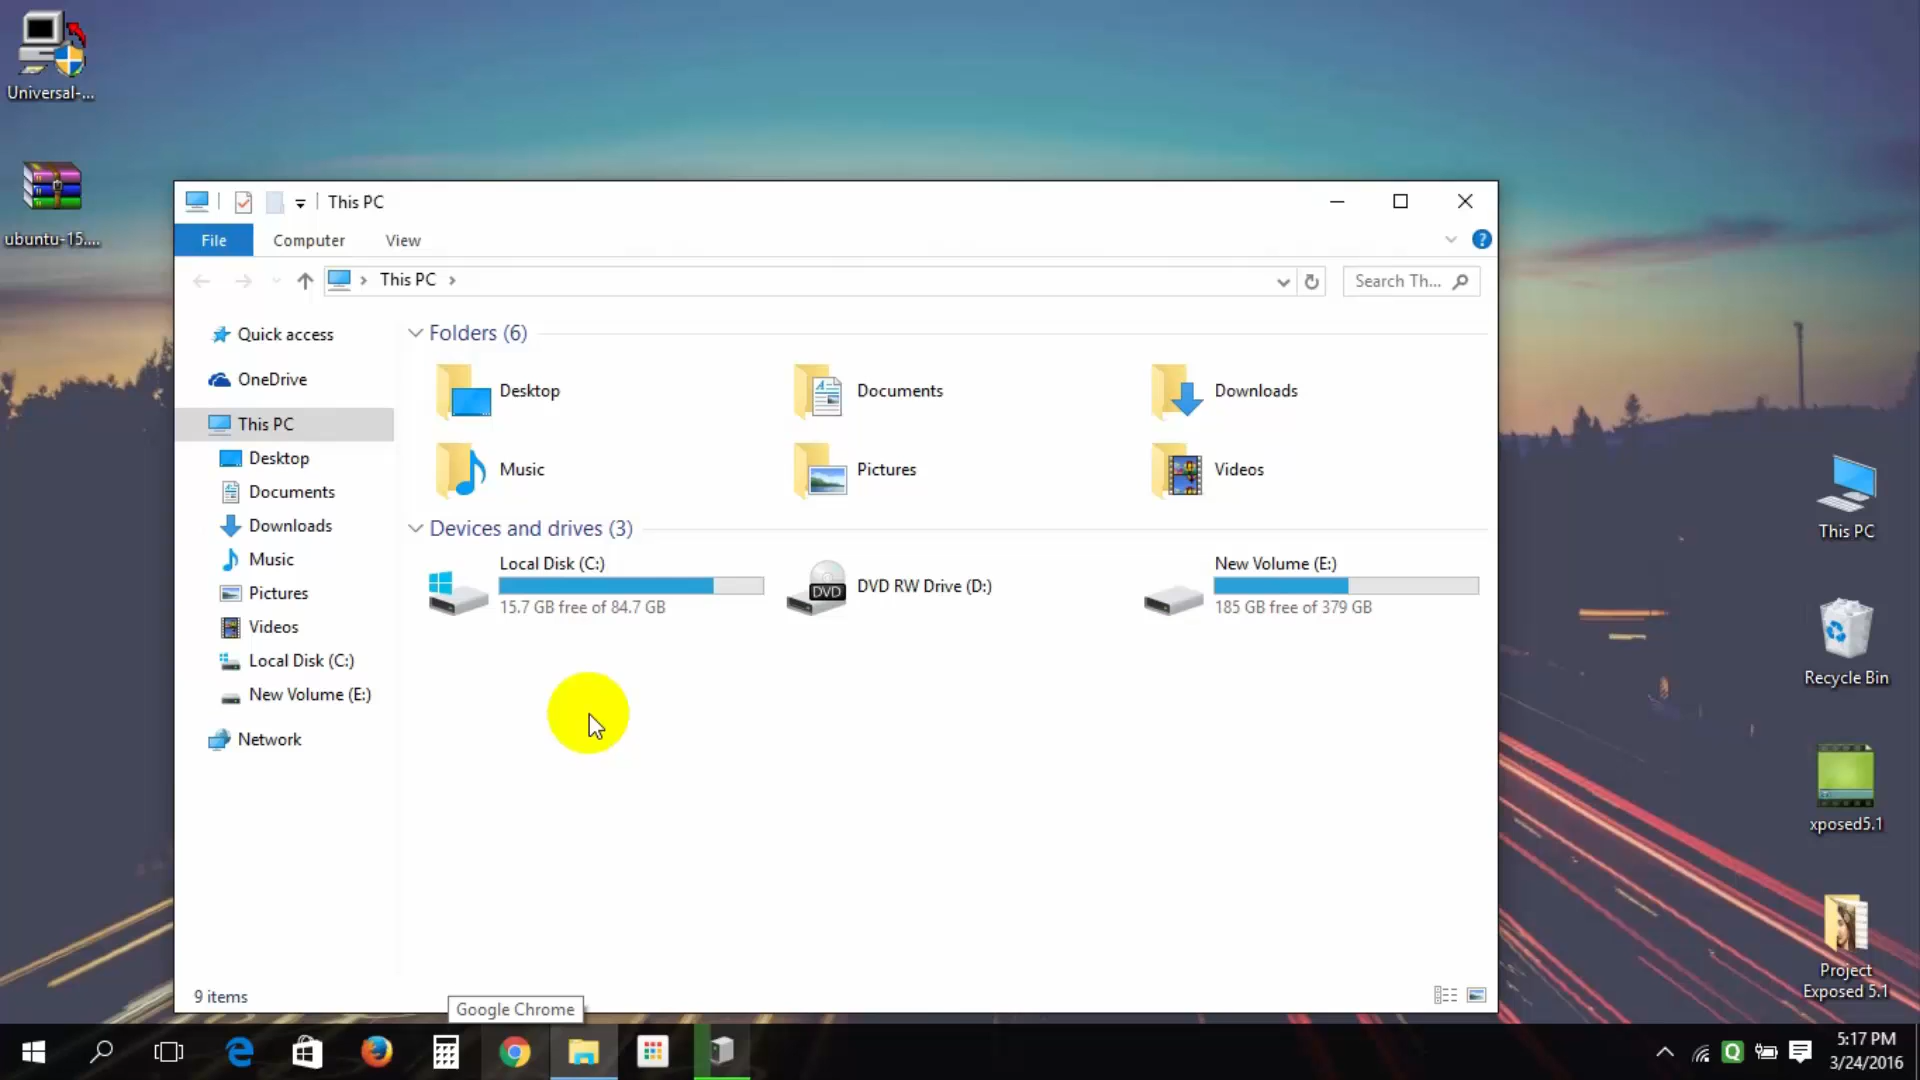 Universal-...
ubuntu-15....
This PC
File
Computer
View
?
This PC
Search Th...
Quick access
OneDrive
This PC
Desktop
Documents
Downloads
Music
Pictures
Videos
Local Disk (C:)
New Volume (E:)
Network
Folders (6)
Desktop
Documents
Downloads
Music
Pictures
Videos
Devices and drives (3)
Local Disk (C:)
15.7 GB free of 84.7 GB
DVD
DVD RW Drive (D:)
New Volume (E:)
185 GB free of 379 GB
9 items
Google Chrome
This PC
Recycle Bin
xposed5.1
Project
Exposed 5.1
Q
5:17 PM
3/24/2016